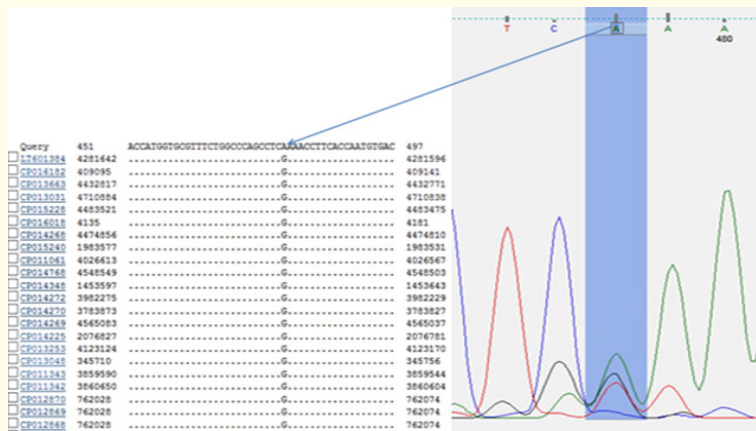 T C A A A
480
Query 451 ACCATGGTGCGTTTCTGGCCCAGCCTCAAAACCTTCACCAATGTGAC 497
LT601384 4281642 ...........................G................... 4281596
CP016182 409095 ...........................G................... 409141
CP013663 4432817 ...........................G................... 4432771
CP013031 4710884 ...........................G................... 4710838
CP015228 4483521 ...........................G................... 4483475
CP016018 4135 ...........................G................... 4181
CP014268 4474856 ...........................G................... 4474810
CP015240 1983577 ...........................G................... 1983531
CP011061 4026613 ...........................G................... 4026567
CP014768 4548549 ...........................G................... 4548503
CP014348 1453597 ...........................G................... 1453643
CP014272 3982275 ...........................G................... 3982229
CP014270 3783873 ...........................G................... 3783827
CP014269 4565083 ...........................G................... 4565037
CP014225 2076827 ...........................G................... 2076781
CP013253 4123124 ...........................G................... 4123170
CP013048 345710 ...........................G................... 345756
CP011343 3859590 ...........................G................... 3859544
CP011342 3860650 ...........................G................... 3860604
CP012870 762028 ...........................G................... 762074
CP012869 762028 ...........................G................... 762074
CP012868 762028 ...........................G................... 762074